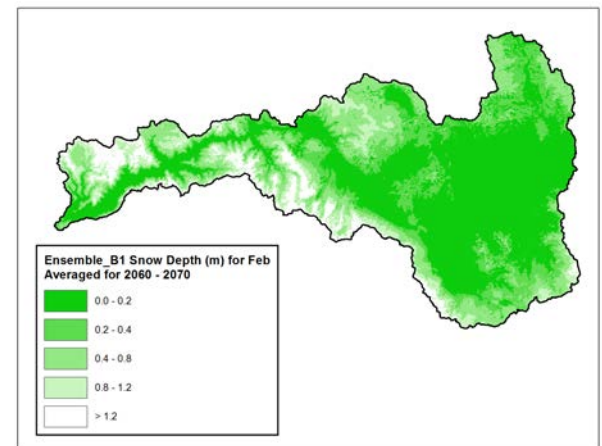 Ensemble_B1 Snow Depth (m) for Feb
Averaged for 2060 - 2070
0.0 - 0.2
0.2 - 0.4
0.4 - 0.8
0.8 - 1.2
> 1.2